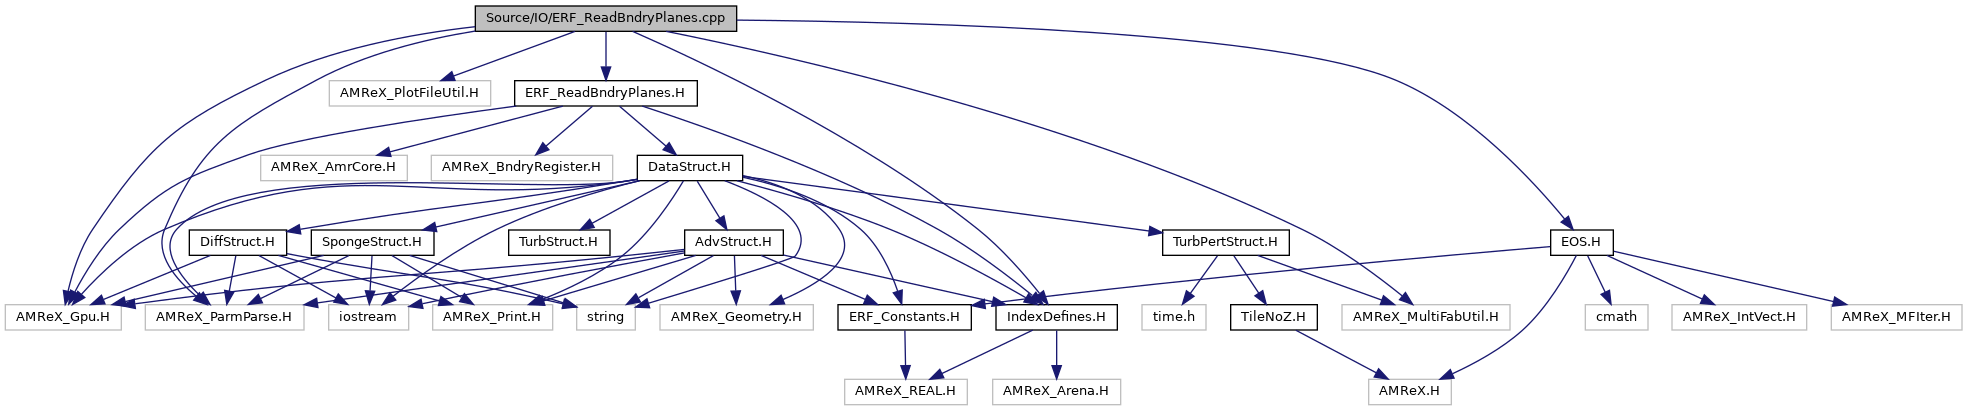 Source/IO/ERF_ReadBndryPlanes.cpp
AMReX_PlotFileUtil.H
ERF_ReadBndryPlanes.H
AMReX_AmrCore.H
AMReX_BndryRegister.H
DataStruct.H
DiffStruct.H
SpongeStruct.H
TurbStruct.H
AdvStruct.H
TurbPertStruct.H
EOS.H
AMReX_Gpu.H
AMReX_ParmParse.H
iostream
AMReX_Print.H
string
AMReX_Geometry.H
ERF_Constants.H
IndexDefines.H
time.h
TileNoZ.H
AMReX_MultiFabUtil.H
cmath
AMReX_IntVect.H
AMReX_MFIter.H
AMReX_REAL.H
AMReX_Arena.H
AMReX.H